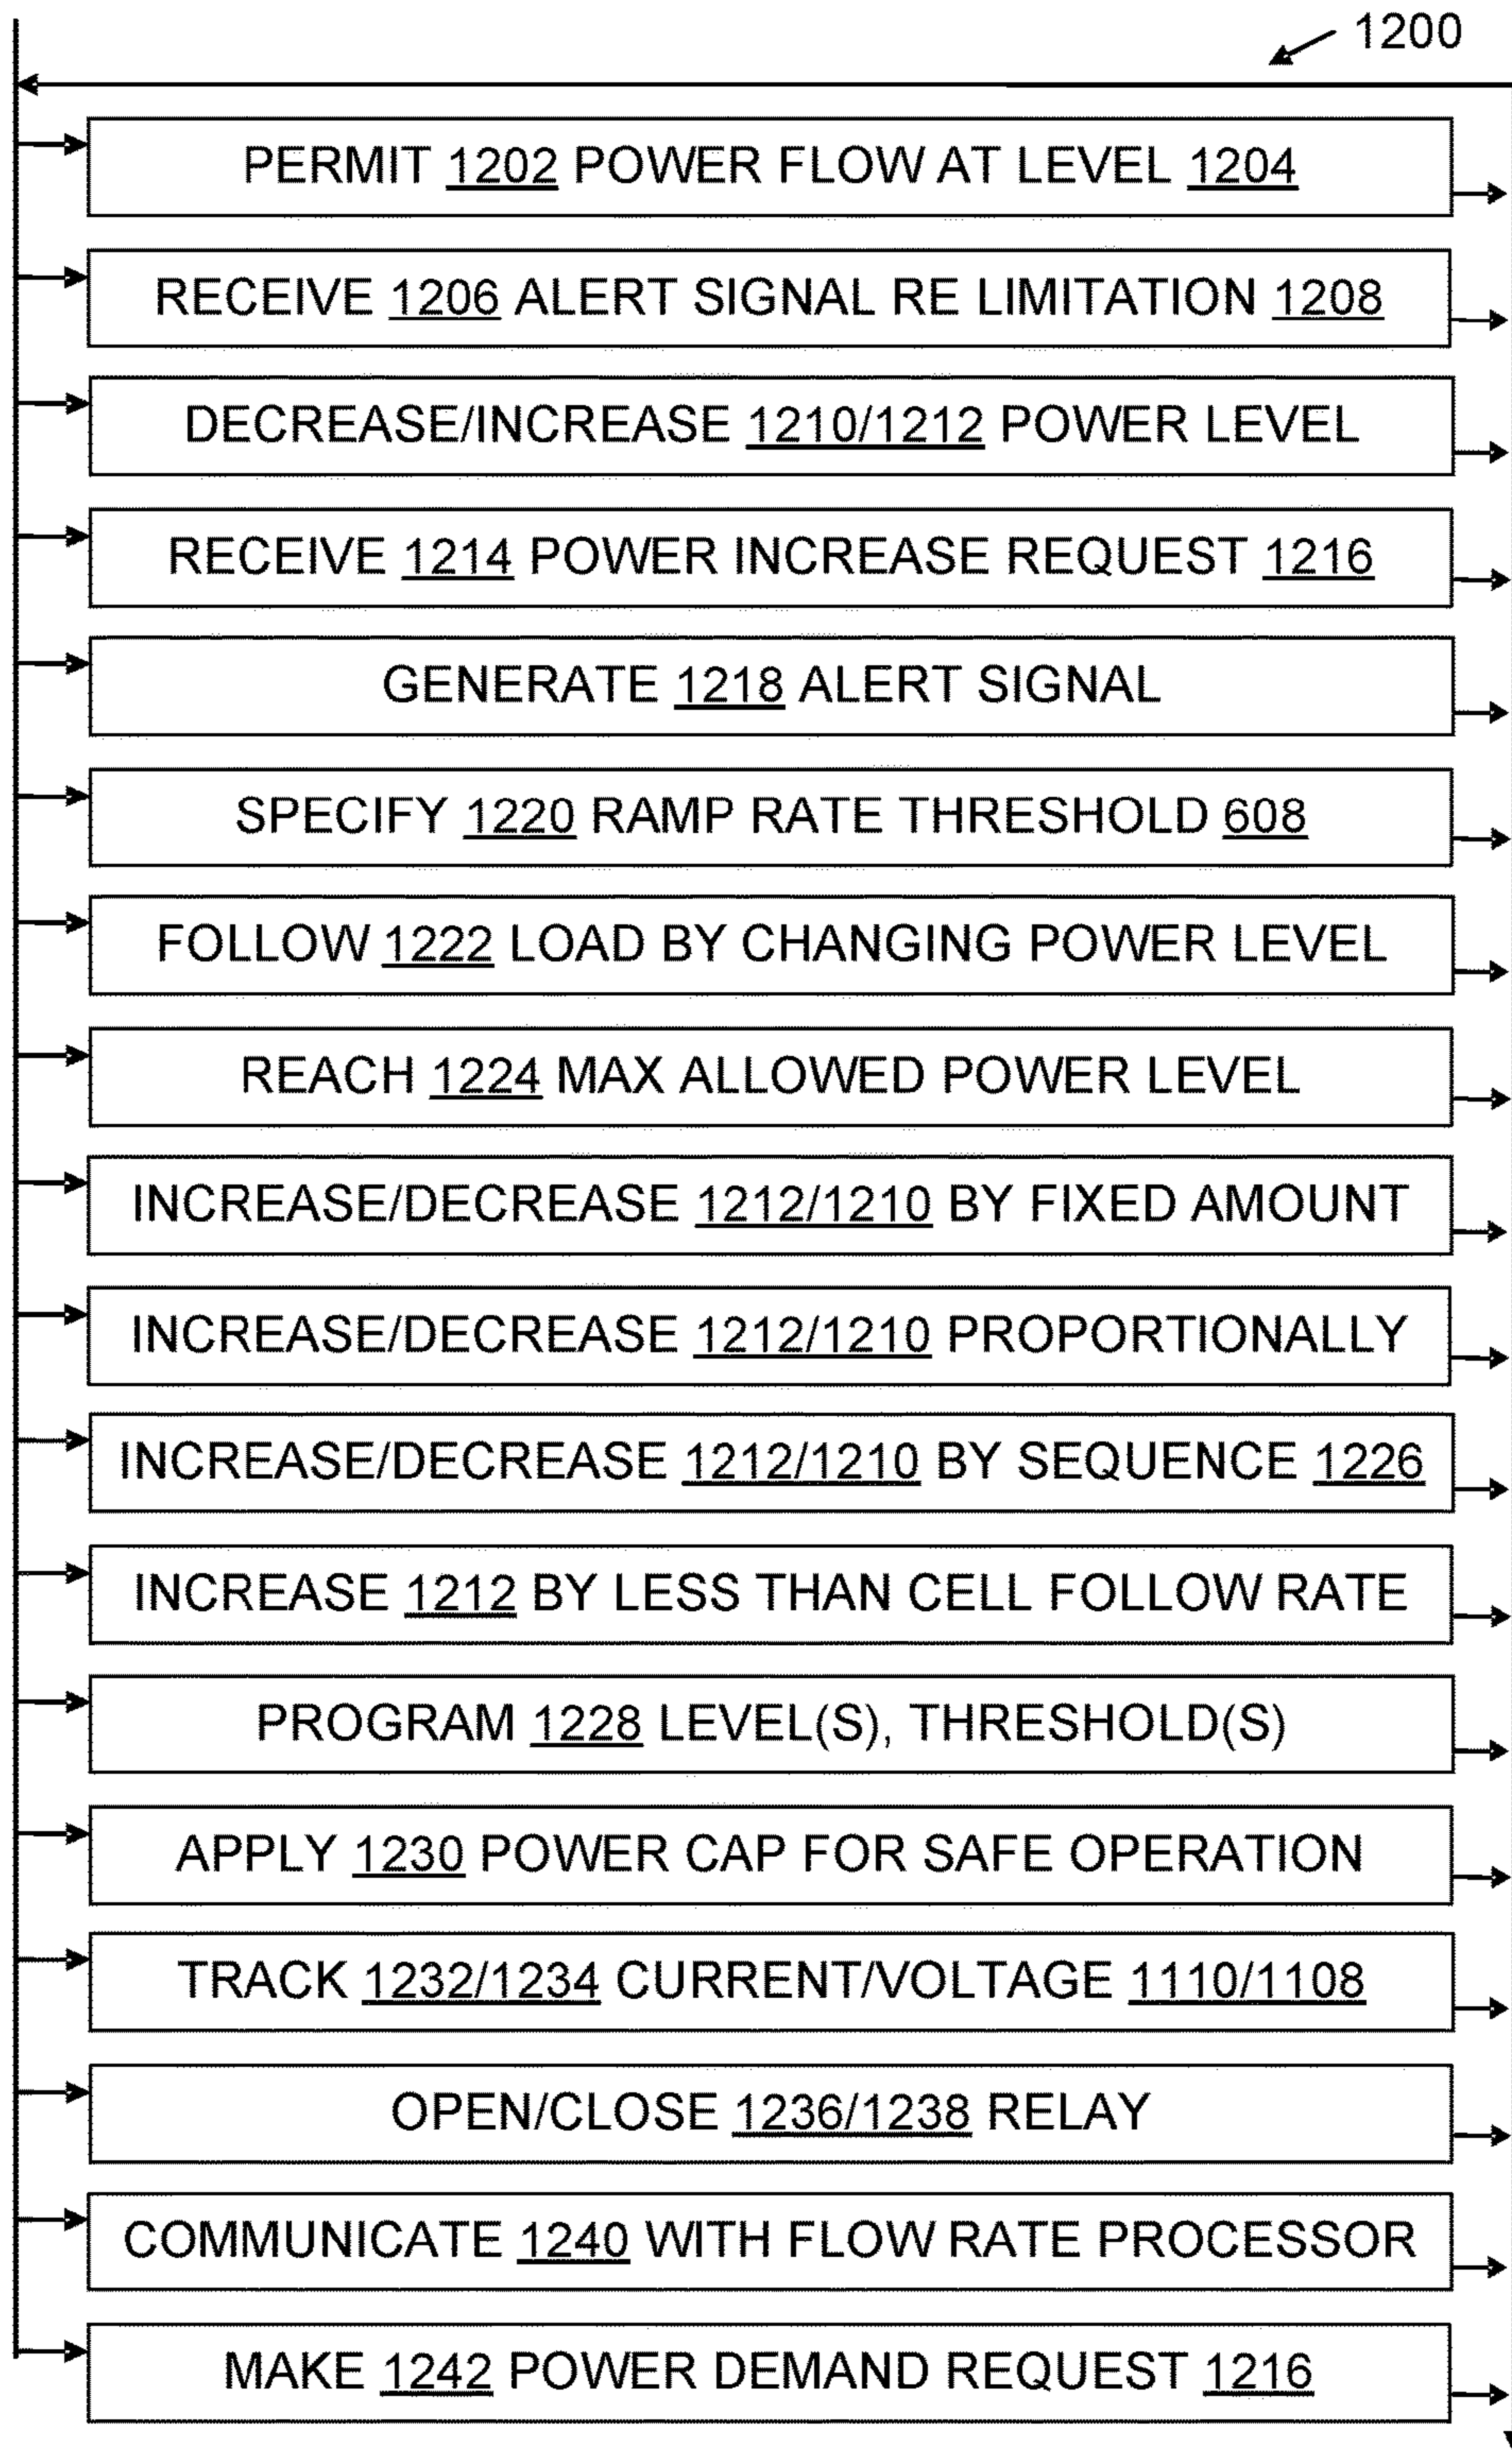 1200
PERMIT 1202 POWER FLOW AT LEVEL 1204
RECEIVE 1206 ALERT SIGNAL RE LIMITATION 1208
DECREASE/INCREASE 1210/1212 POWER LEVEL
RECEIVE 1214 POWER INCREASE REQUEST 1216
GENERATE 1218 ALERT SIGNAL
SPECIFY 1220 RAMP RATE THRESHOLD 608
FOLLOW 1222 LOAD BY CHANGING POWER LEVEL
REACH 1224 MAX ALLOWED POWER LEVEL
INCREASE/DECREASE 1212/1210 BY FIXED AMOUNT
INCREASE/DECREASE 1212/1210 PROPORTIONALLY
INCREASE/DECREASE 1212/1210 BY SEQUENCE 1226
INCREASE 1212 BY LESS THAN CELL FOLLOW RATE
PROGRAM 1228 LEVEL(S), THRESHOLD(S)
APPLY 1230 POWER CAP FOR SAFE OPERATION
TRACK 1232/1234 CURRENT/VOLTAGE 1110/1108
OPEN/CLOSE 1236/1238 RELAY
COMMUNICATE 1240 WITH FLOW RATE PROCESSOR
MAKE 1242 POWER DEMAND REQUEST 1216